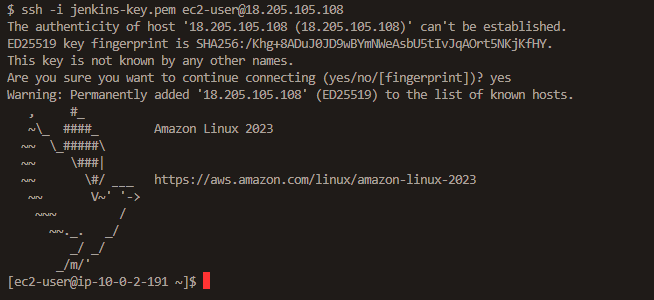 $ ssh -i jenkins-key.pem ec2-user@18.205.105.108
The authenticity of host '18.205.105.108 (18.205.105.108)' can't be established.
ED25519 key fingerprint is SHA256:/Khg+8ADuJ0JD9wBYmNWeAsbU5tIvJqAOrt5NKjKfHY.
This key is not known by any other names.
Are you sure you want to continue connecting (yes/no/[fingerprint])? yes
Warning: Permanently added '18.205.105.108' (ED25519) to the list of known hosts.
   ,     #_
   ~\_  ####_        Amazon Linux 2023
  ~~  \_#####\
  ~~     \###|
  ~~       \#/ ___   https://aws.amazon.com/linux/amazon-linux-2023
   ~~       V~' '->
    ~~~         /
      ~~._.   _/
         _/ _/
       _/m/'
[ec2-user@ip-10-0-2-191 ~]$